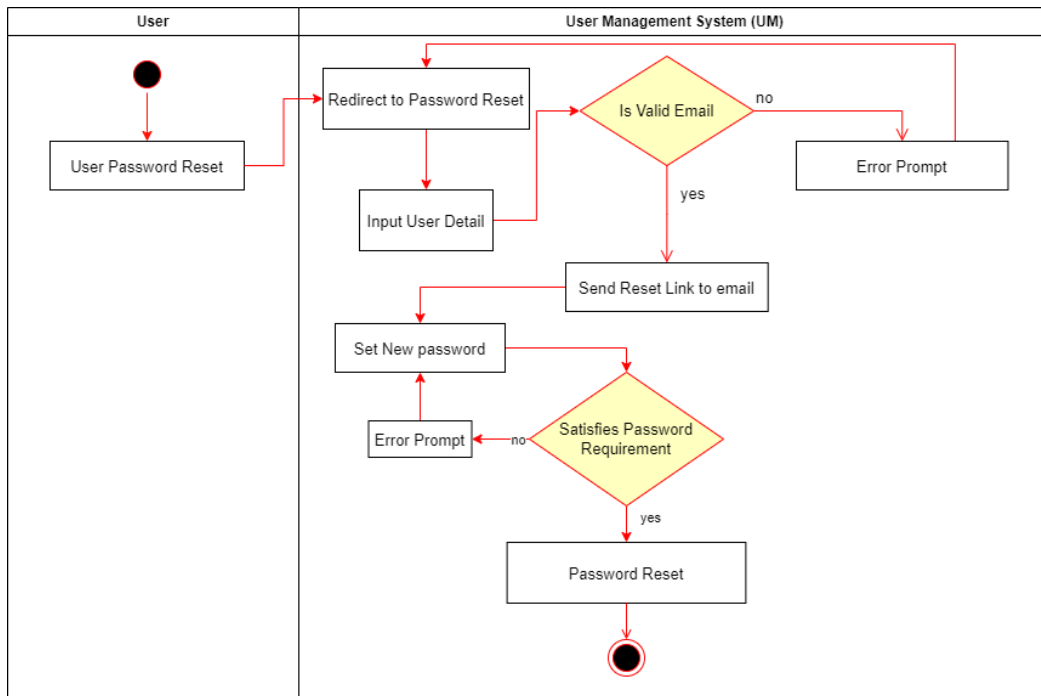 User
User Management System (UM)
Redirect to Password Reset
Is Valid Email
no
User Password Reset
Error Prompt
yes
Input User Detail
Send Reset Link to email
Set New password
Error Prompt
no
Satisfies Password
Requirement
yes
Password Reset